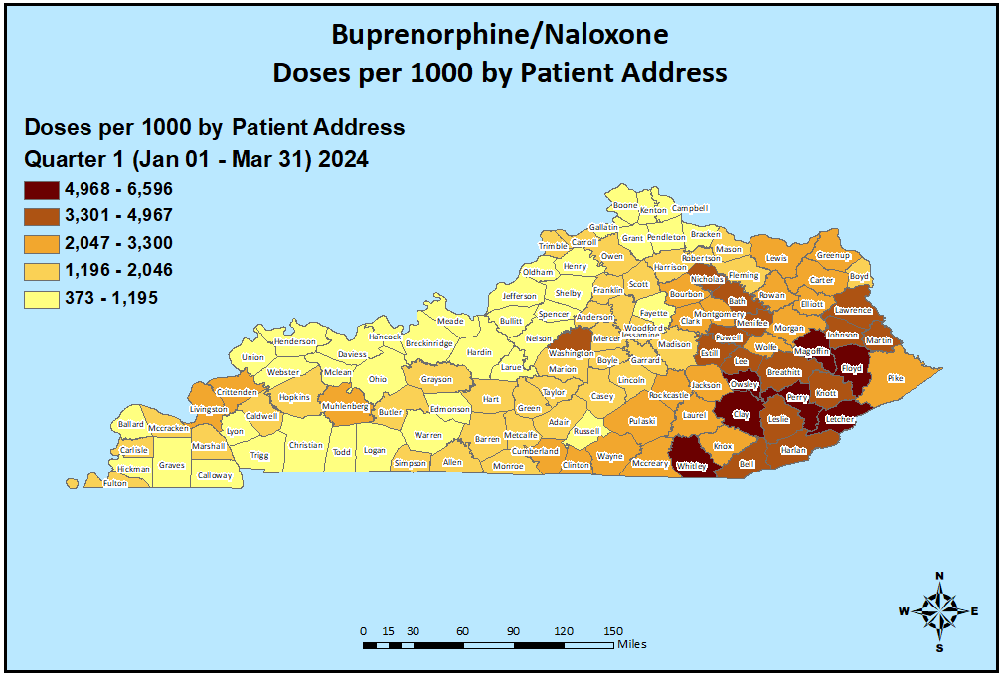 Buprenorphine/Naloxone
Doses per 1000 by Patient Address
Doses per 1000 by Patient Address
Quarter 1 (Jan 01 - Mar 31) 2024
4,968 - 6,596
3,301 - 4,967
2,047 - 3,300
1,196 - 2,046
373 - 1,195
Boone
Kenton
Campbell
Gallatin
Grant
Pendleton
Bracken
Trimble
Carroll
Owen
Mason
Robertson
Lewis
Greenup
Oldham
Henry
Harrison
Nicholas
Fleming
Carter
Boyd
Jefferson
Shelby
Franklin
Scott
Bourbon
Bath
Rowan
Elliott
Lawrence
Bullitt
Spencer
Anderson
Woodford
Fayette
Clark
Montgomery
Menifee
Morgan
Johnson
Martin
Meade
Nelson
Washington
Mercer
Jessamine
Madison
Powell
Estill
Wolfe
Magoffin
Floyd
Hancock
Breckinridge
Hardin
Larue
Marion
Boyle
Garrard
Lee
Breathitt
Pike
Henderson
Union
Daviess
Webster
Mclean
Ohio
Grayson
Hart
Taylor
Green
Casey
Lincoln
Rockcastle
Jackson
Owsley
Perry
Knott
Crittenden
Livingston
Hopkins
Muhlenberg
Butler
Edmonson
Caldwell
Adair
Russell
Pulaski
Laurel
Clay
Leslie
Letcher
Ballard
Mccracken
Lyon
Marshall
Carlisle
Hickman
Graves
Trigg
Christian
Todd
Logan
Warren
Barren
Metcalfe
Cumberland
Simpson
Allen
Monroe
Clinton
Wayne
Mccreary
Whitley
Knox
Bell
Harlan
Calloway
Fulton
N
W
E
S
0 15 30 60 90 120 150
Miles